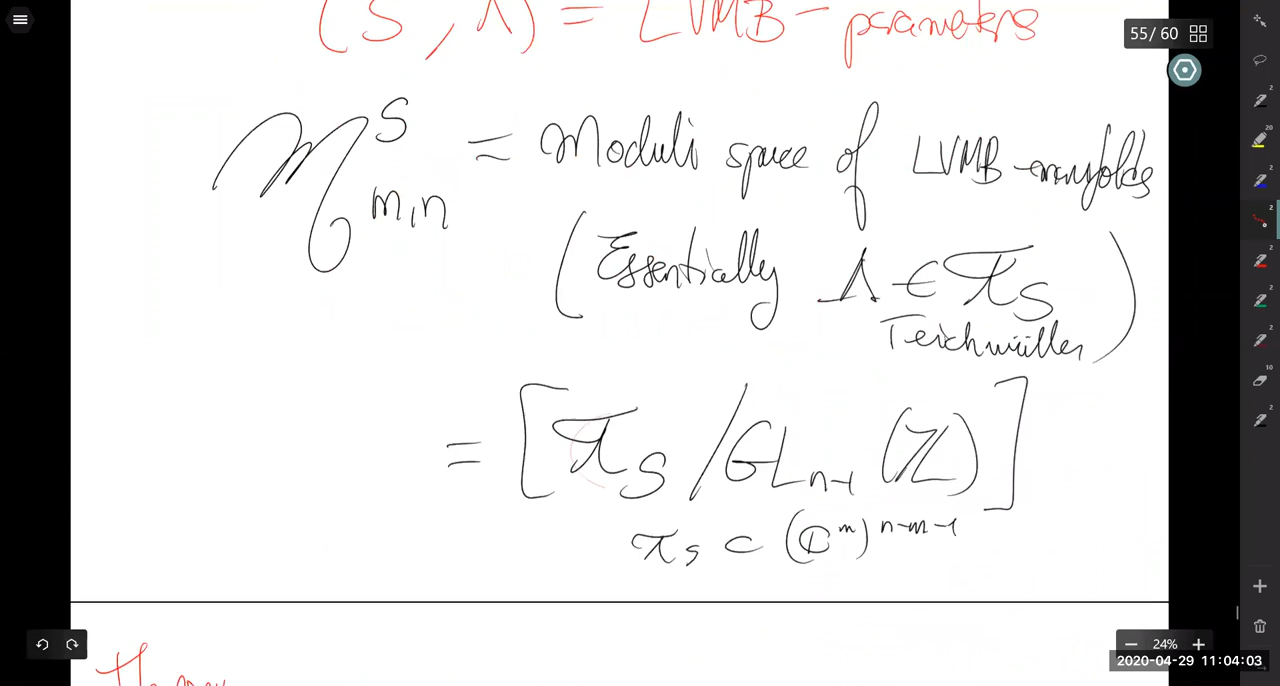 (S, Λ) = LVMB-parameters
55 / 60
M^S_{m,n} = Moduli space of LVMB-manifolds
(Essentially Λ ∈ T_S)
Teichmüller
= [T_S / GL_{n-1} (ℤ)]
T_S ⊂ (ℂ^m)^{n-m-1}
24%
2020-04-29 11:04:03